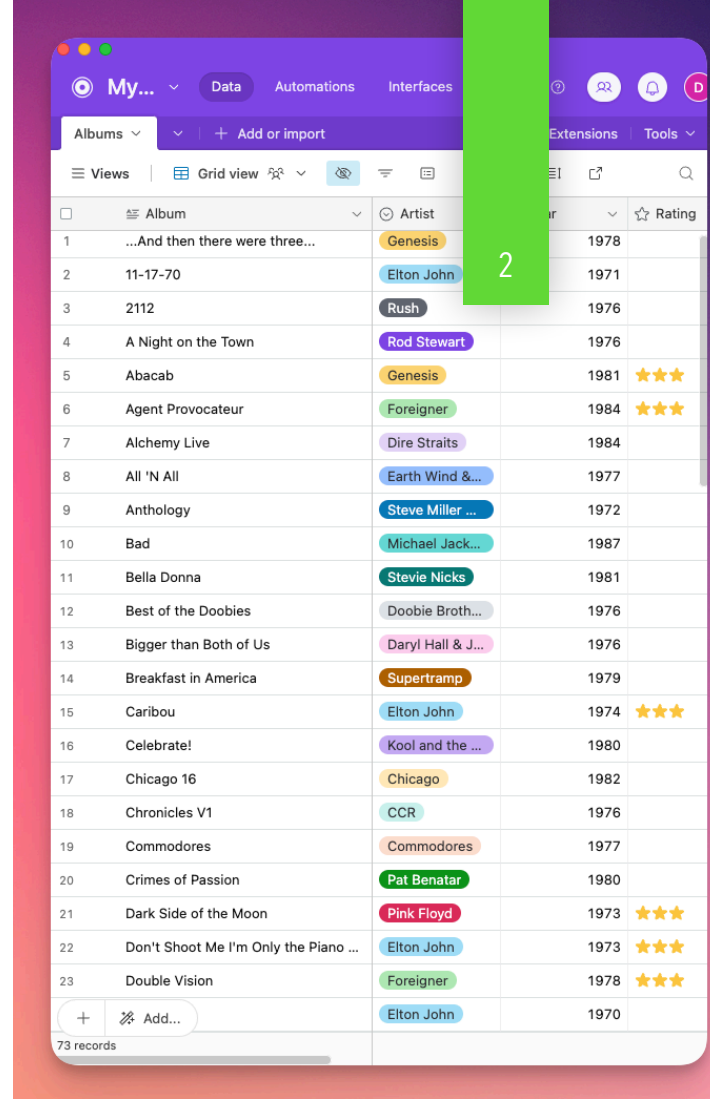 My... Data Automations Interfaces D
Albums Add or import Extensions Tools
Views Grid view
Album Artist Rating
1 ...And then there were three... Genesis 1978
2 11-17-70 Elton John 1971
2
3 2112 Rush 1976
4 A Night on the Town Rod Stewart 1976
5 Abacab Genesis 1981
6 Agent Provocateur Foreigner 1984
7 Alchemy Live Dire Straits 1984
8 All 'N All Earth Wind &... 1977
9 Anthology Steve Miller ... 1972
10 Bad Michael Jack... 1987
11 Bella Donna Stevie Nicks 1981
12 Best of the Doobies Doobie Broth... 1976
13 Bigger than Both of Us Daryl Hall & J... 1976
14 Breakfast in America Supertramp 1979
15 Caribou Elton John 1974
16 Celebrate! Kool and the ... 1980
17 Chicago 16 Chicago 1982
18 Chronicles V1 CCR 1976
19 Commodores Commodores 1977
20 Crimes of Passion Pat Benatar 1980
21 Dark Side of the Moon Pink Floyd 1973
22 Don't Shoot Me I'm Only the Piano ... Elton John 1973
23 Double Vision Foreigner 1978
Add... Elton John 1970
73 records